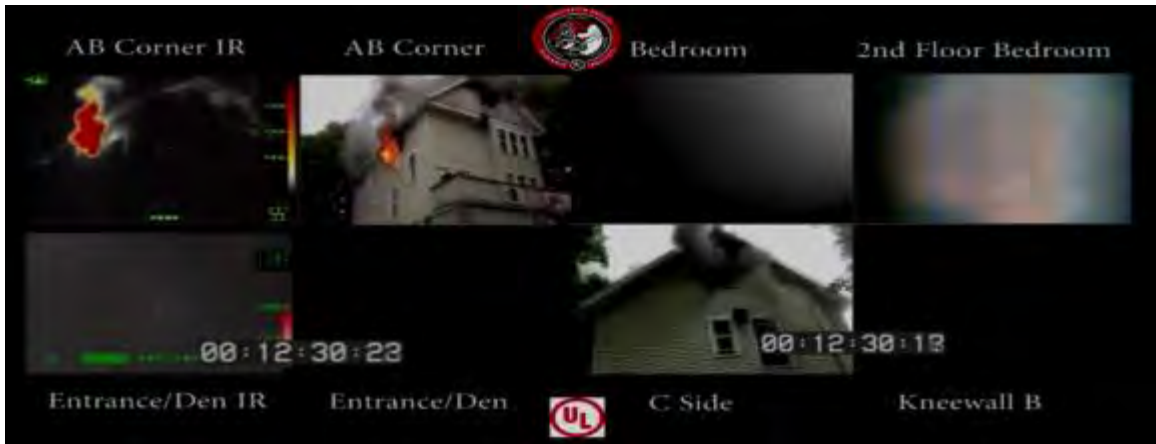 AB Corner IR
AB Corner
Bedroom
2nd Floor Bedroom
00:12:30:23
00:12:30:13
Entrance/Den IR
Entrance/Den
UL
C Side
Kneewall B